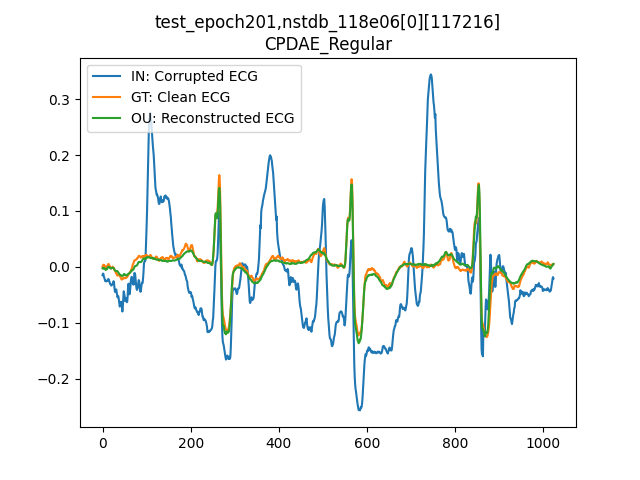 test_epoch201,nstdb_118e06[0][117216]
CPDAE_Regular
IN: Corrupted ECG
GT: Clean ECG
OU: Reconstructed ECG
0.3
0.2
0.1
0.0
−0.1
−0.2
0 200 400 600 800 1000